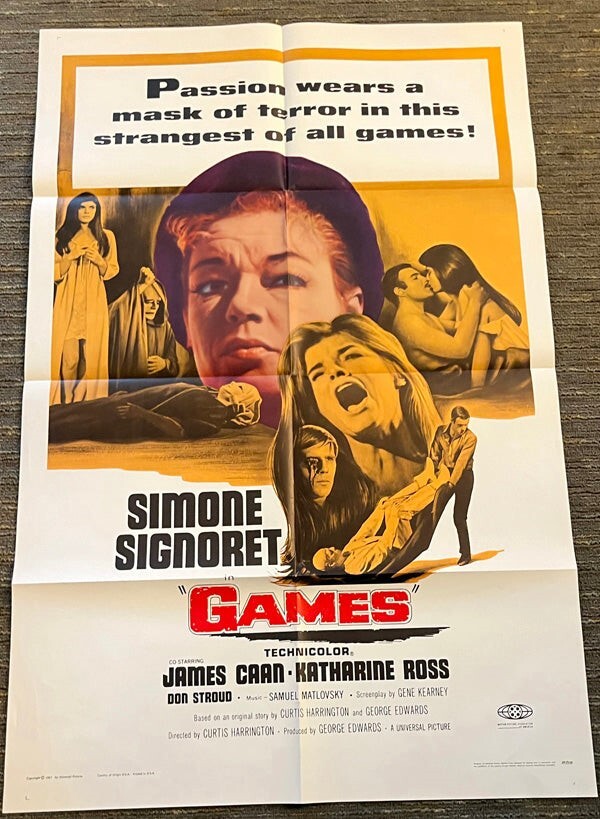 Passion wears a
mask of terror in this
strangest of all games!
SIMONE
SIGNORET
in
"GAMES"
TECHNICOLOR®
CO-STARRING
JAMES CAAN · KATHARINE ROSS
DON STROUD · Music – SAMUEL MATLOVSKY · Screenplay by GENE KEARNEY
Based on an original story by CURTIS HARRINGTON and GEORGE EDWARDS
Directed by CURTIS HARRINGTON · Produced by GEORGE EDWARDS · A UNIVERSAL PICTURE